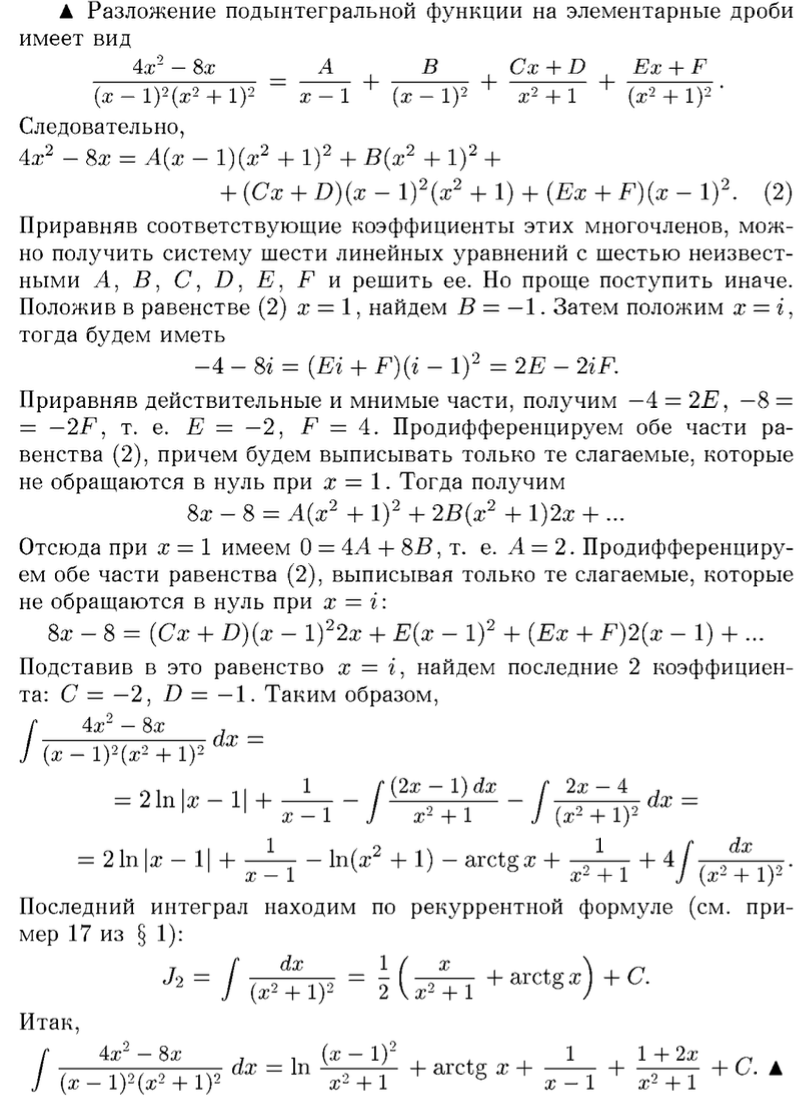 ▲ Разложение подынтегральной функции на элементарные дроби
имеет вид
\frac{4x^2 - 8x}{(x - 1)^2(x^2 + 1)^2} = \frac{A}{x - 1} + \frac{B}{(x - 1)^2} + \frac{Cx + D}{x^2 + 1} + \frac{Ex + F}{(x^2 + 1)^2}.
Следовательно,
4x^2 - 8x = A(x - 1)(x^2 + 1)^2 + B(x^2 + 1)^2 +
+ (Cx + D)(x - 1)^2(x^2 + 1) + (Ex + F)(x - 1)^2. (2)
Приравняв соответствующие коэффициенты этих многочленов, мож-
но получить систему шести линейных уравнений с шестью неизвест-
ными A, B, C, D, E, F и решить ее. Но проще поступить иначе.
Положив в равенстве (2) x = 1, найдем B = -1. Затем положим x = i,
тогда будем иметь
-4 - 8i = (Ei + F)(i - 1)^2 = 2E - 2iF.
Приравняв действительные и мнимые части, получим -4 = 2E, -8 =
= -2F, т. е. E = -2, F = 4. Продифференцируем обе части ра-
венства (2), причем будем выписывать только те слагаемые, которые
не обращаются в нуль при x = 1. Тогда получим
8x - 8 = A(x^2 + 1)^2 + 2B(x^2 + 1)2x + ...
Отсюда при x = 1 имеем 0 = 4A + 8B, т. е. A = 2. Продифференциру-
ем обе части равенства (2), выписывая только те слагаемые, которые
не обращаются в нуль при x = i:
8x - 8 = (Cx + D)(x - 1)^2 2x + E(x - 1)^2 + (Ex + F)2(x - 1) + ...
Подставив в это равенство x = i, найдем последние 2 коэффициен-
та: C = -2, D = -1. Таким образом,
\int \frac{4x^2 - 8x}{(x - 1)^2(x^2 + 1)^2} dx =
= 2 ln|x - 1| + \frac{1}{x - 1} - \int \frac{(2x - 1) dx}{x^2 + 1} - \int \frac{2x - 4}{(x^2 + 1)^2} dx =
= 2 ln|x - 1| + \frac{1}{x - 1} - ln(x^2 + 1) - arctg x + \frac{1}{x^2 + 1} + 4 \int \frac{dx}{(x^2 + 1)^2}.
Последний интеграл находим по рекуррентной формуле (см. при-
мер 17 из § 1):
J_2 = \int \frac{dx}{(x^2 + 1)^2} = \frac{1}{2} \left( \frac{x}{x^2 + 1} + arctg x \right) + C.
Итак,
\int \frac{4x^2 - 8x}{(x - 1)^2(x^2 + 1)^2} dx = ln \frac{(x - 1)^2}{x^2 + 1} + arctg x + \frac{1}{x - 1} + \frac{1 + 2x}{x^2 + 1} + C. ▲